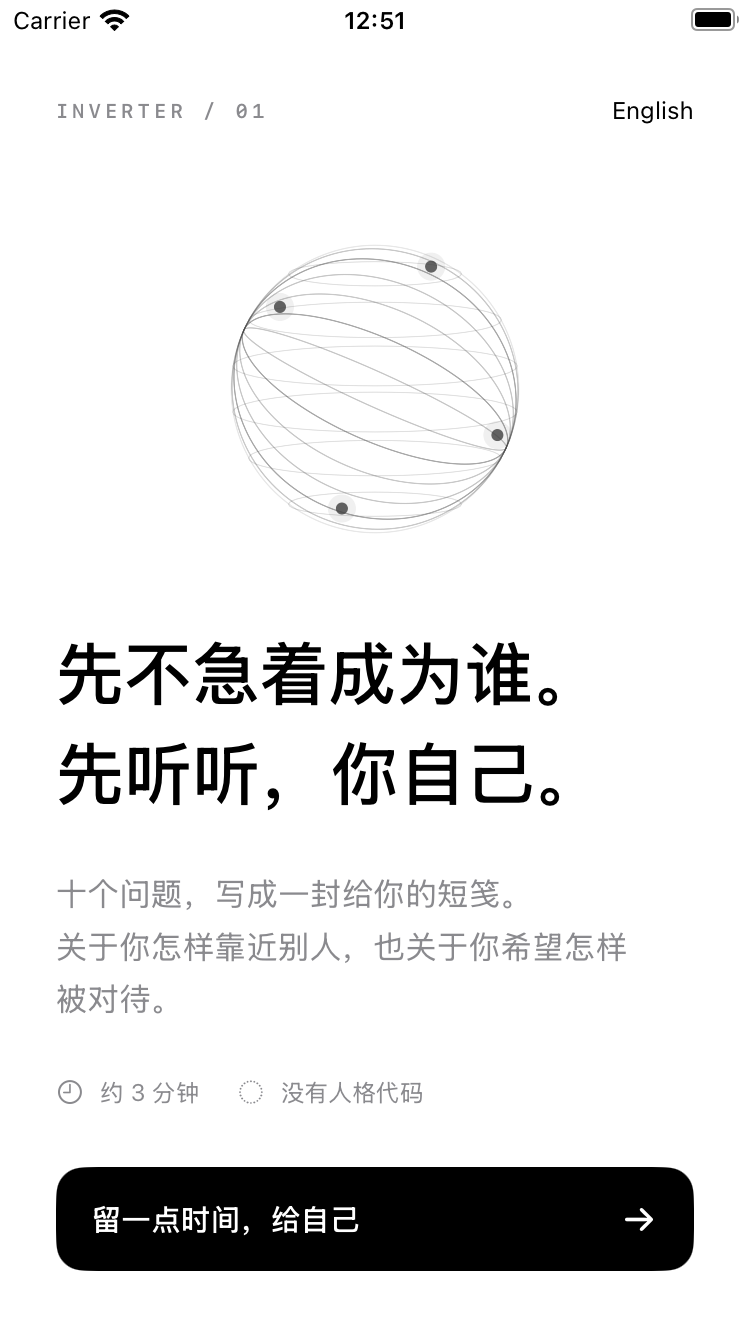 Carrier 12:51
INVERTER / 01 English
先不急着成为谁。
先听听，你自己。
十个问题，写成一封给你的短笺。
关于你怎样靠近别人，也关于你希望怎样
被对待。
约 3 分钟 没有人格代码
留一点时间，给自己 →